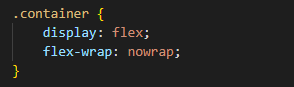 .container {
    display: flex;
    flex-wrap: nowrap;
}